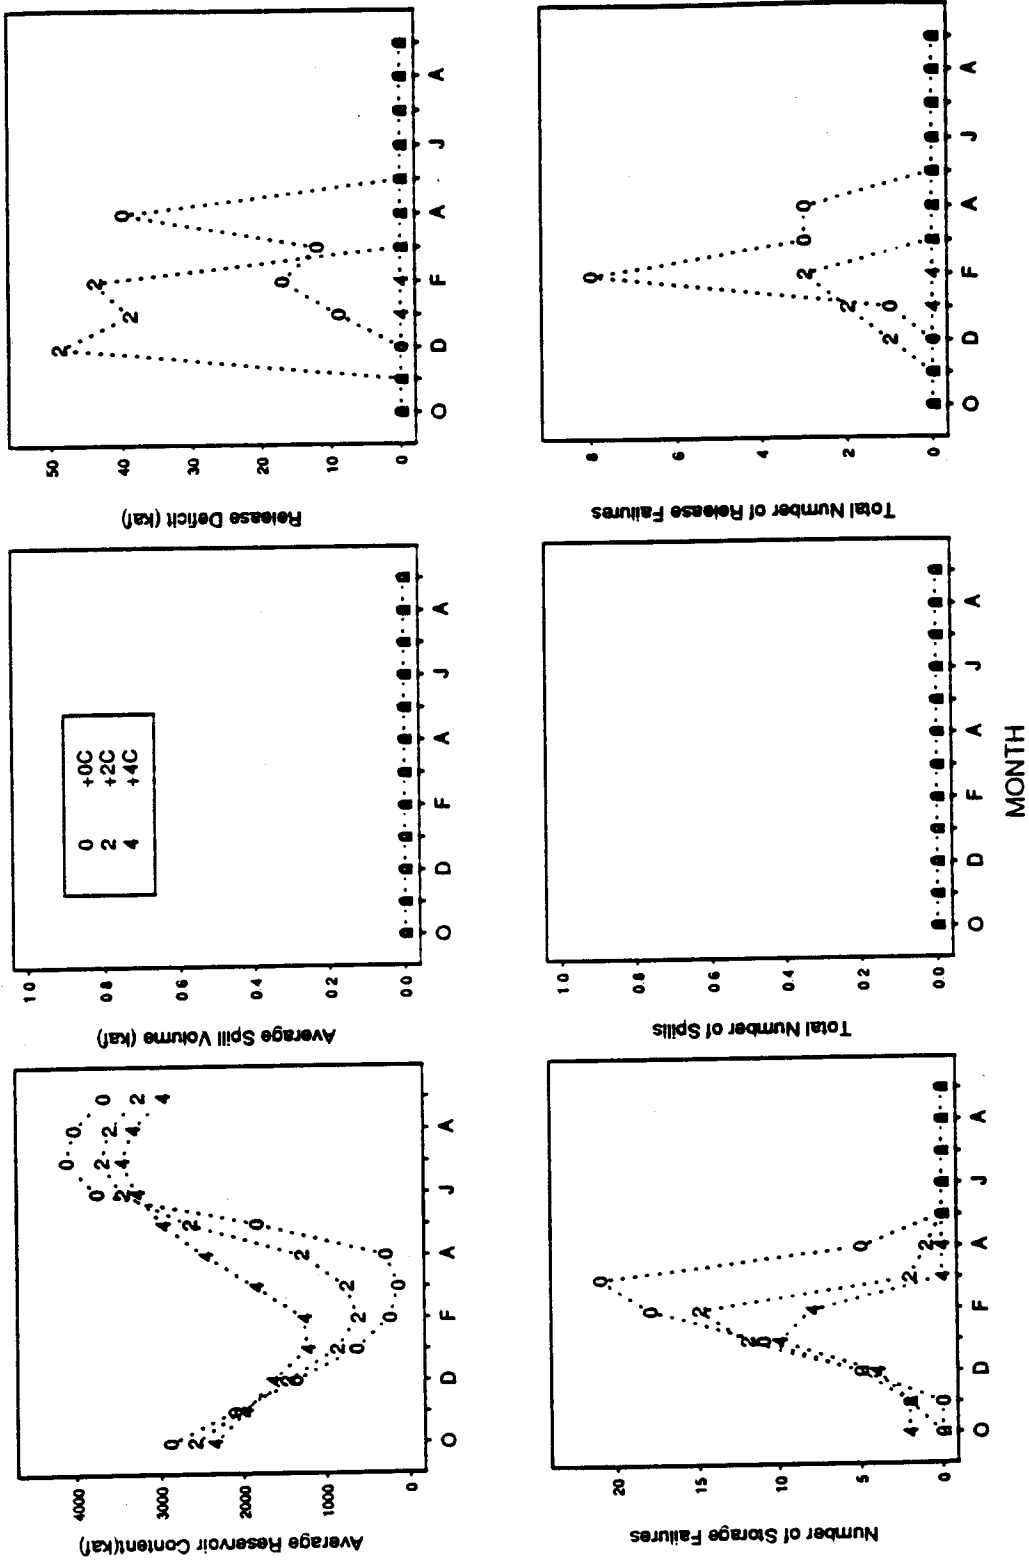 Release Deficit (kaf)
50
40
30
20
10
0
O D F A J A
Total Number of Release Failures
8
6
4
2
0
O D F A J A
Average Spill Volume (kaf)
1 0
0 8
0 6
0 4
0 2
0 0
0 +0C
2 +2C
4 +4C
O D F A J A
Total Number of Spills
1 0
0 8
0 6
0 4
0 2
0.0
O D F A J A
MONTH
Average Reservoir Content(kaf)
4000
3000
2000
1000
0
O D F A J A
Number of Storage Failures
20
15
10
5
0
O D F A J A